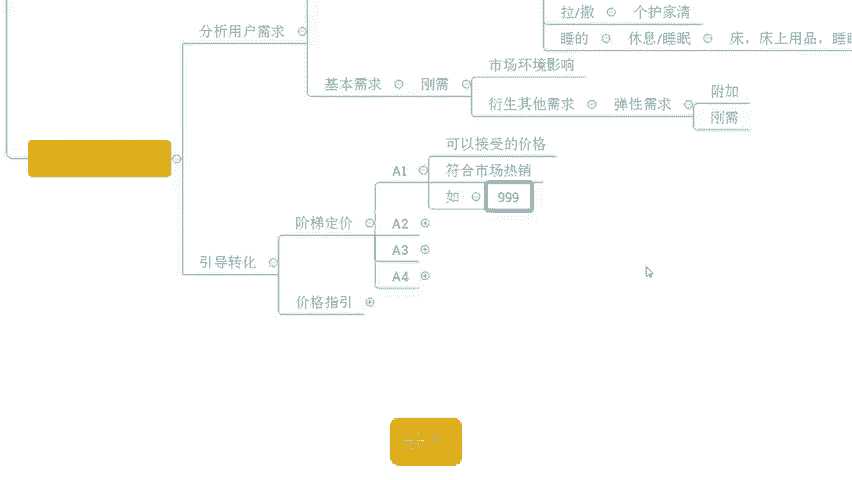 拉/撒 个护家清
分析用户需求
睡的 休息/睡眠 床，床上用品，睡
市场环境影响
基本需求 刚需
附加
衍生其他需求 弹性需求
刚需
可以接受的价格
A1 符合市场热销
如 999
阶梯定价 A2
A3
引导转化
A4
价格指引